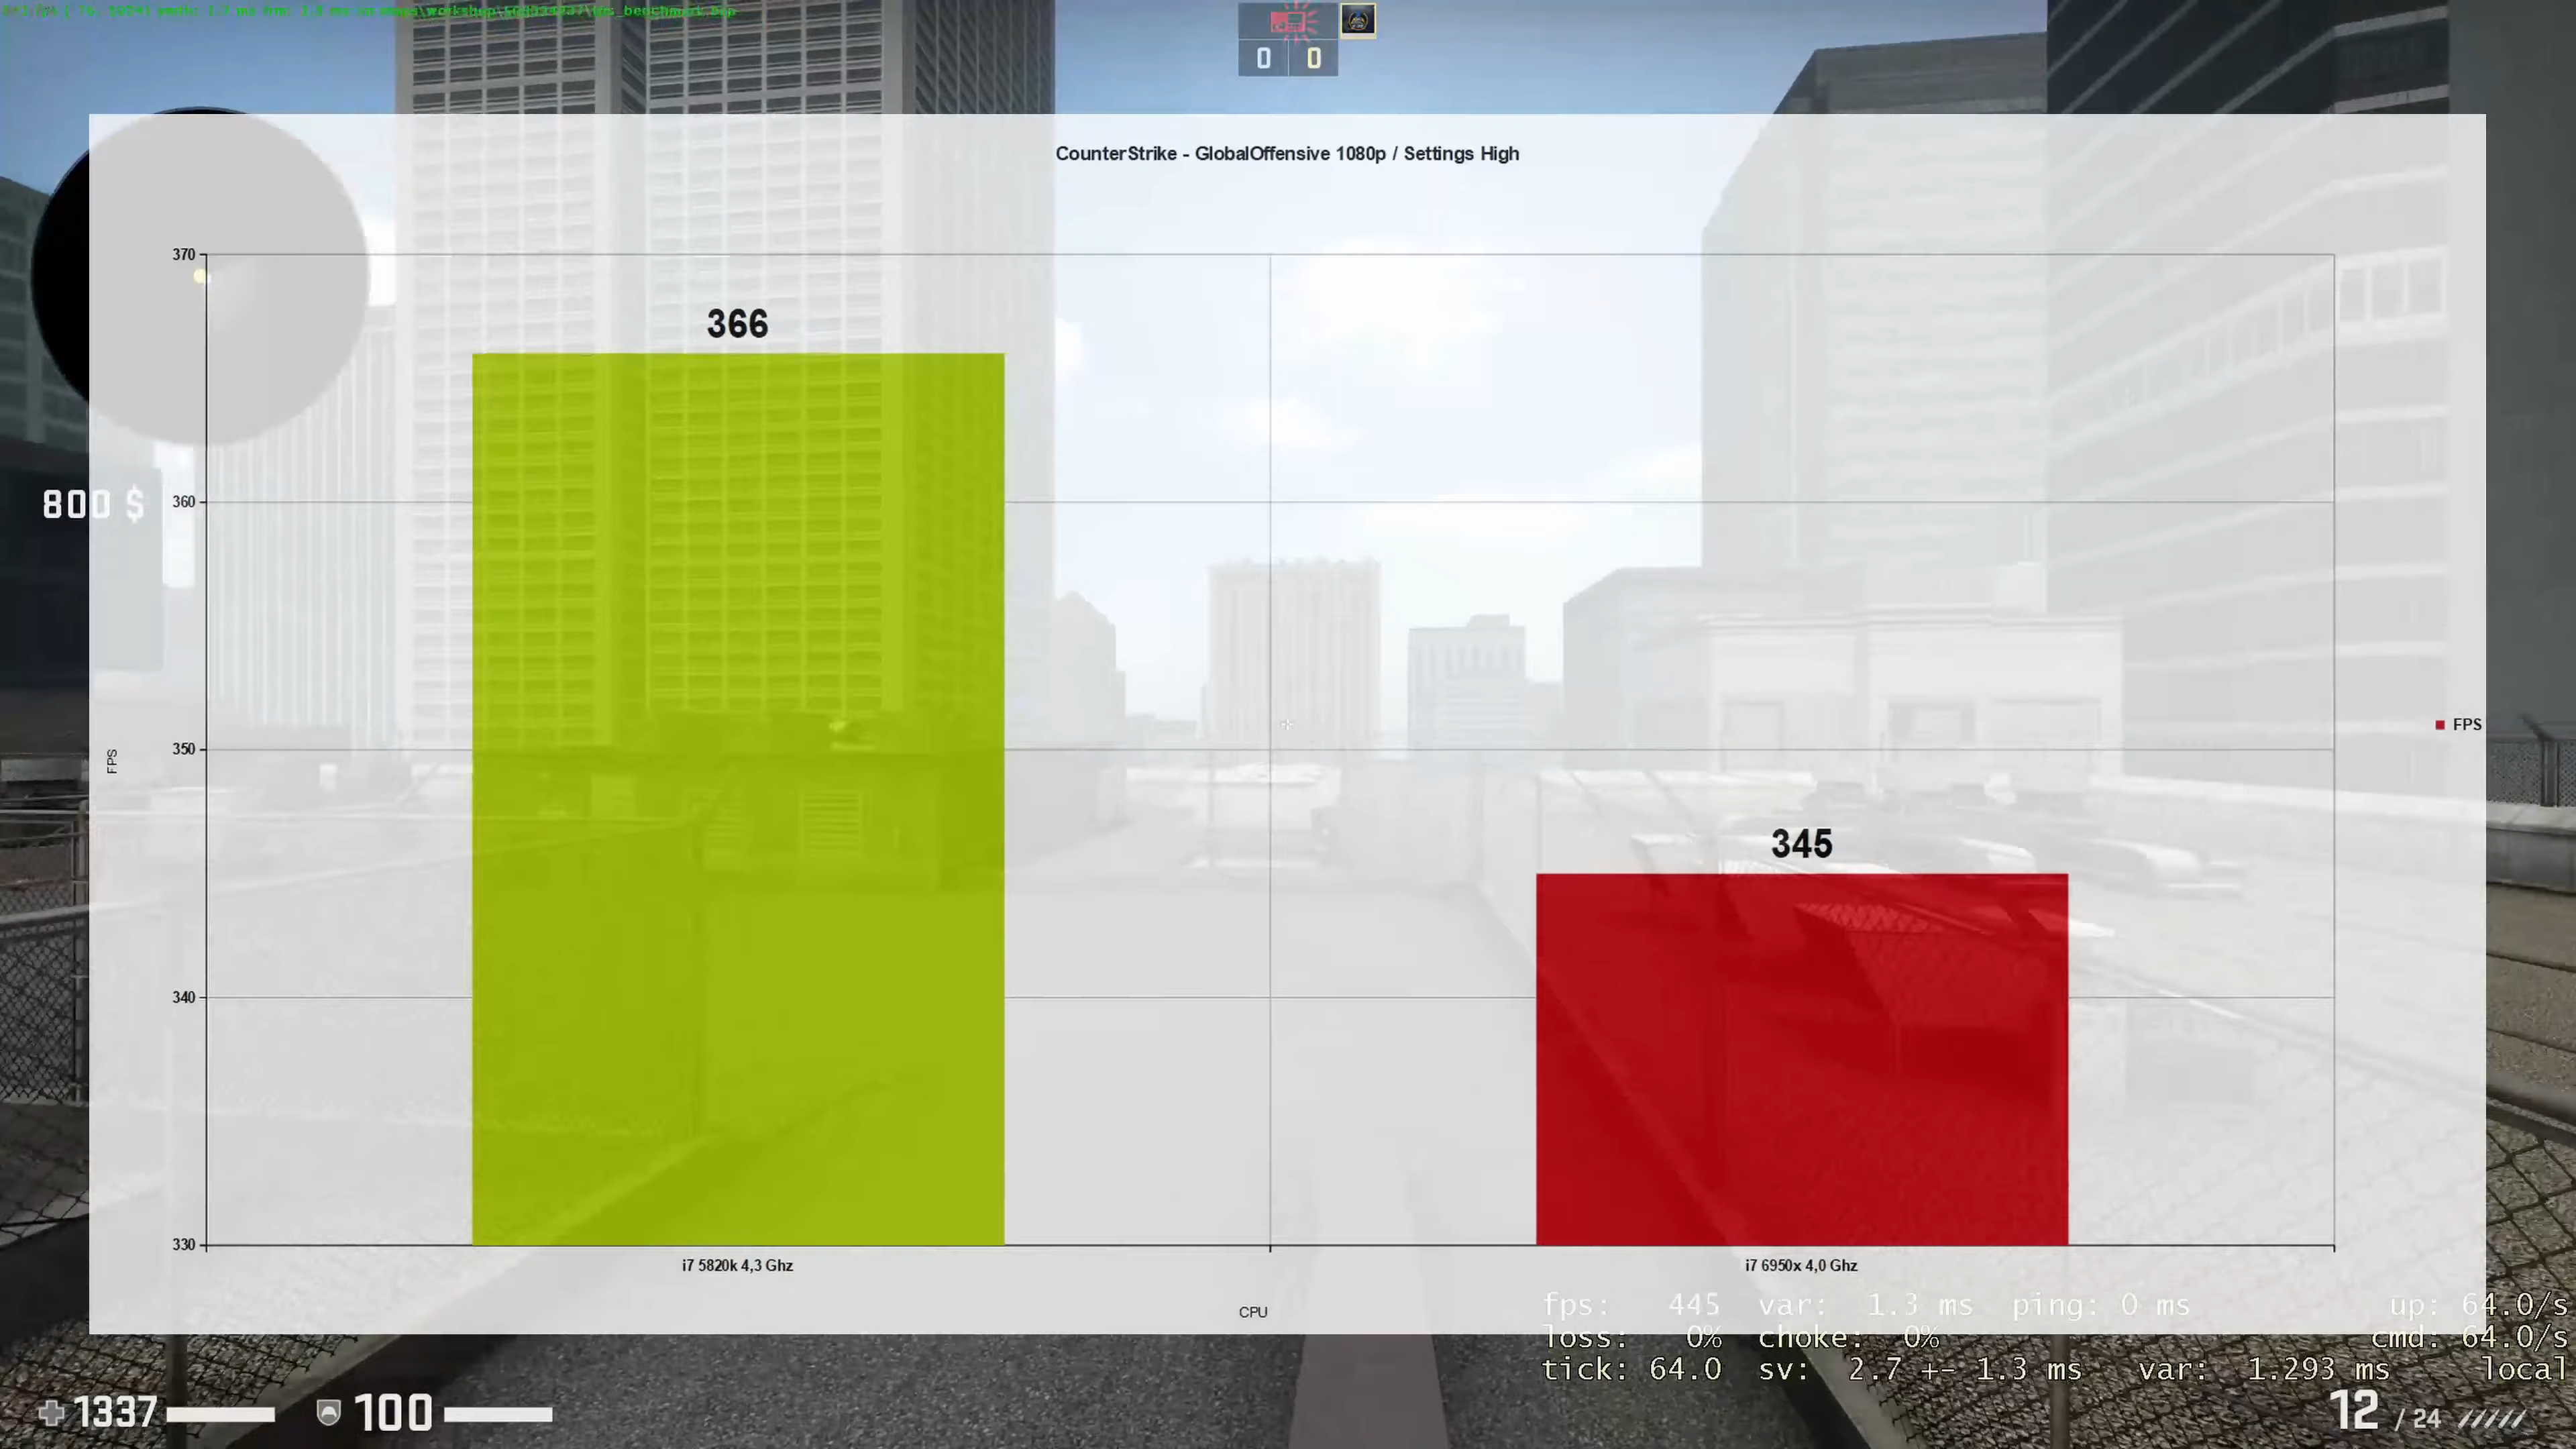 0 0
CounterStrike - GlobalOffensive 1080p / Settings High
370
366
360
800 $
350
FPS
FPS
345
340
330
i7 5820k 4,3 Ghz
i7 6950x 4,0 Ghz
CPU
fps: 445 var: 1.3 ms ping: 0 ms up: 64.0/s
loss: 0% choke: 0% cmd: 64.0/s
tick: 64.0 sv: 2.7 +- 1.3 ms var: 1.293 ms local
1337 100 12 / 24